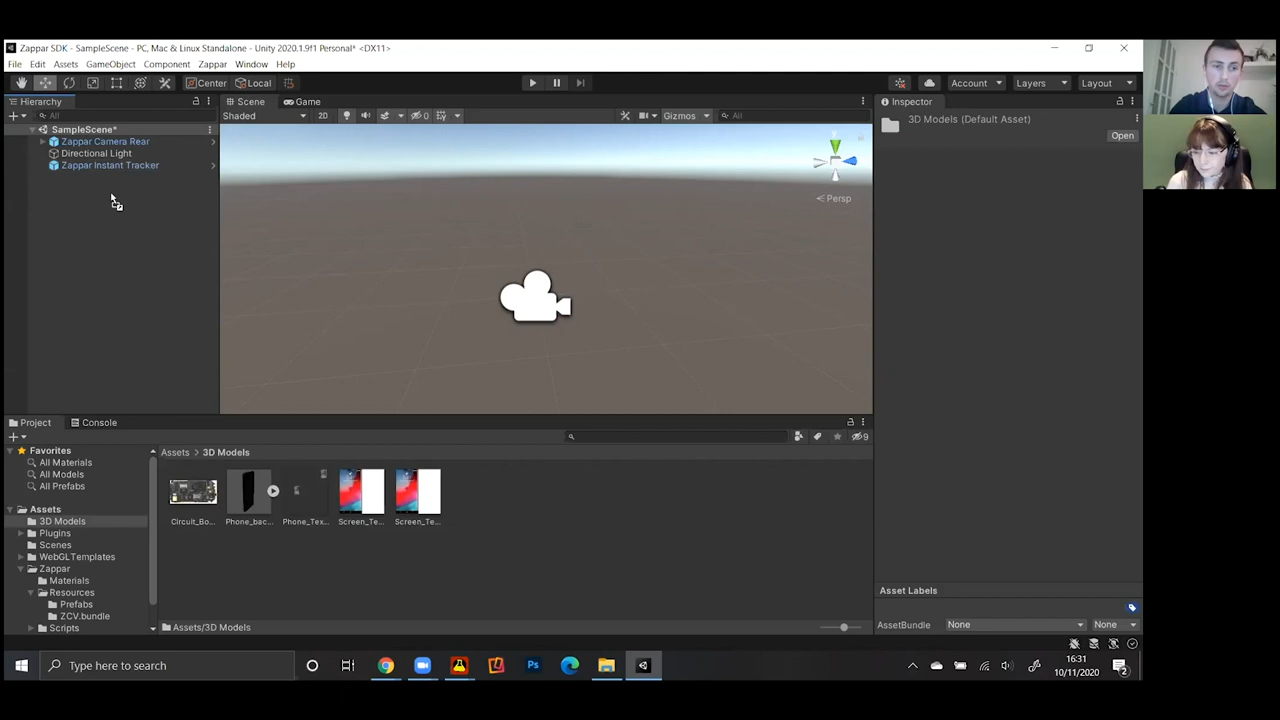 Zappar SDK - SampleScene - PC, Mac & Linux Standalone - Unity 2020.1.9f1 Personal* <DX11>
File Edit Assets GameObject Component Zappar Window Help
Center Local Account Layers Layout
Hierarchy Scene Game Inspector
All Shaded 2D 0 Gizmos All 3D Models (Default Asset)
SampleScene* Open
Zappar Camera Rear
Directional Light
Zappar Instant Tracker
Persp
Project Console
9
Favorites Assets 3D Models
All Materials
All Models
All Prefabs
Assets
3D Models Circuit_Bo... Phone_bac... Phone_Tex... Screen_Te... Screen_Te...
Plugins
Scenes
WebGLTemplates
Zappar
Materials
Resources Asset Labels
Prefabs
ZCV.bundle
Scripts Assets/3D Models AssetBundle None None
Type here to search Ps 16:31
10/11/2020 2